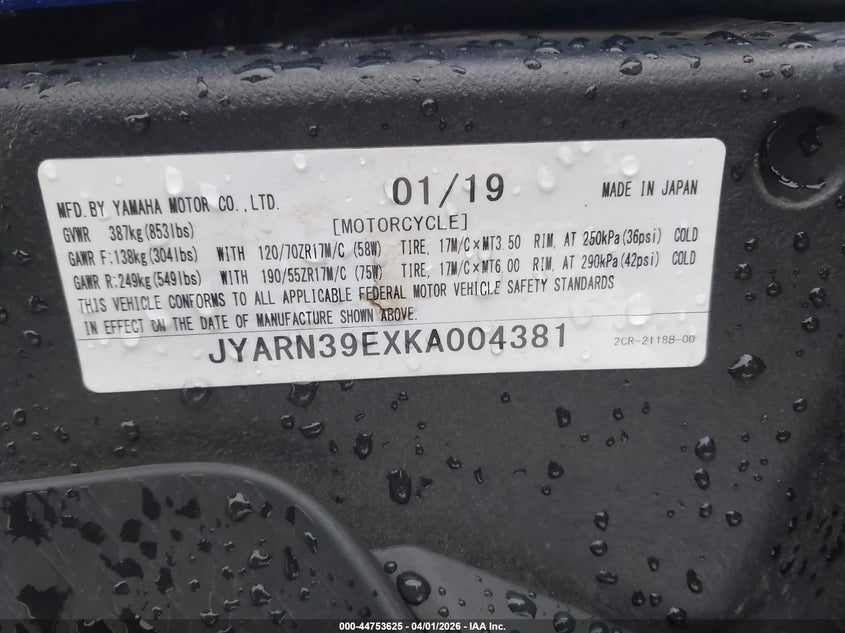 MFD. BY YAMAHA MOTOR CO., LTD. 01/19 MADE IN JAPAN
GVWR 387kg(853lbs) [MOTORCYCLE]
GAWR F:138kg(304lbs) WITH 120/70ZR17M/C (58W) TIRE, 17M/C×MT3.50 RIM, AT 250kPa(36psi) COLD
GAWR R:249kg(549lbs) WITH 190/55ZR17M/C (75W) TIRE, 17M/C×MT6.00 RIM, AT 290kPa(42psi) COLD
THIS VEHICLE CONFORMS TO ALL APPLICABLE FEDERAL MOTOR VEHICLE SAFETY STANDARDS
IN EFFECT ON THE DATE OF MANUFACTURE SHOWN ABOVE.
JYARN39EXKA004381 2CR-2118B-00
000-44753625 - 04/01/2026 - IAA Inc.